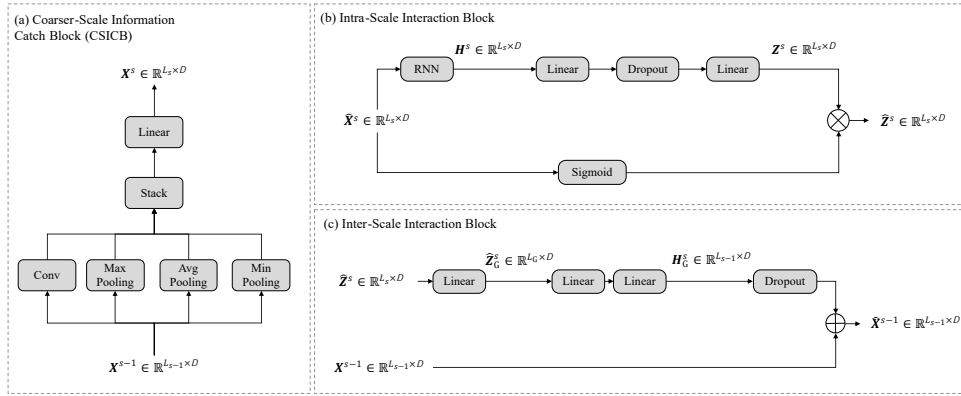 (a) Coarser-Scale Information
Catch Block (CSICB)
X^s ∈ ℝ^{L_s×D}
Linear
Stack
Conv
Max
Pooling
Avg
Pooling
Min
Pooling
X^{s−1} ∈ ℝ^{L_{s−1}×D}
(b) Intra-Scale Interaction Block
H^s ∈ ℝ^{L_s×D}
Z^s ∈ ℝ^{L_s×D}
RNN
Linear
Dropout
Linear
X̂^s ∈ ℝ^{L_s×D}
Ẑ^s ∈ ℝ^{L_s×D}
Sigmoid
(c) Inter-Scale Interaction Block
Ẑ^s ∈ ℝ^{L_s×D}
Ẑ_G^s ∈ ℝ^{L_G×D}
H_G^s ∈ ℝ^{L_{s−1}×D}
Linear
Linear
Linear
Dropout
X̂^{s−1} ∈ ℝ^{L_{s−1}×D}
X^{s−1} ∈ ℝ^{L_{s−1}×D}